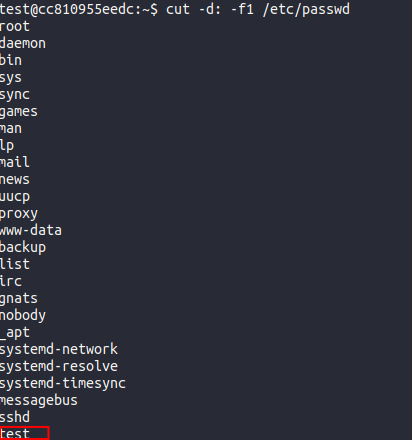 test@cc810955eedc:~$ cut -d: -f1 /etc/passwd
root
daemon
bin
sys
sync
games
man
lp
mail
news
uucp
proxy
www-data
backup
list
irc
gnats
nobody
_apt
systemd-network
systemd-resolve
systemd-timesync
messagebus
sshd
test